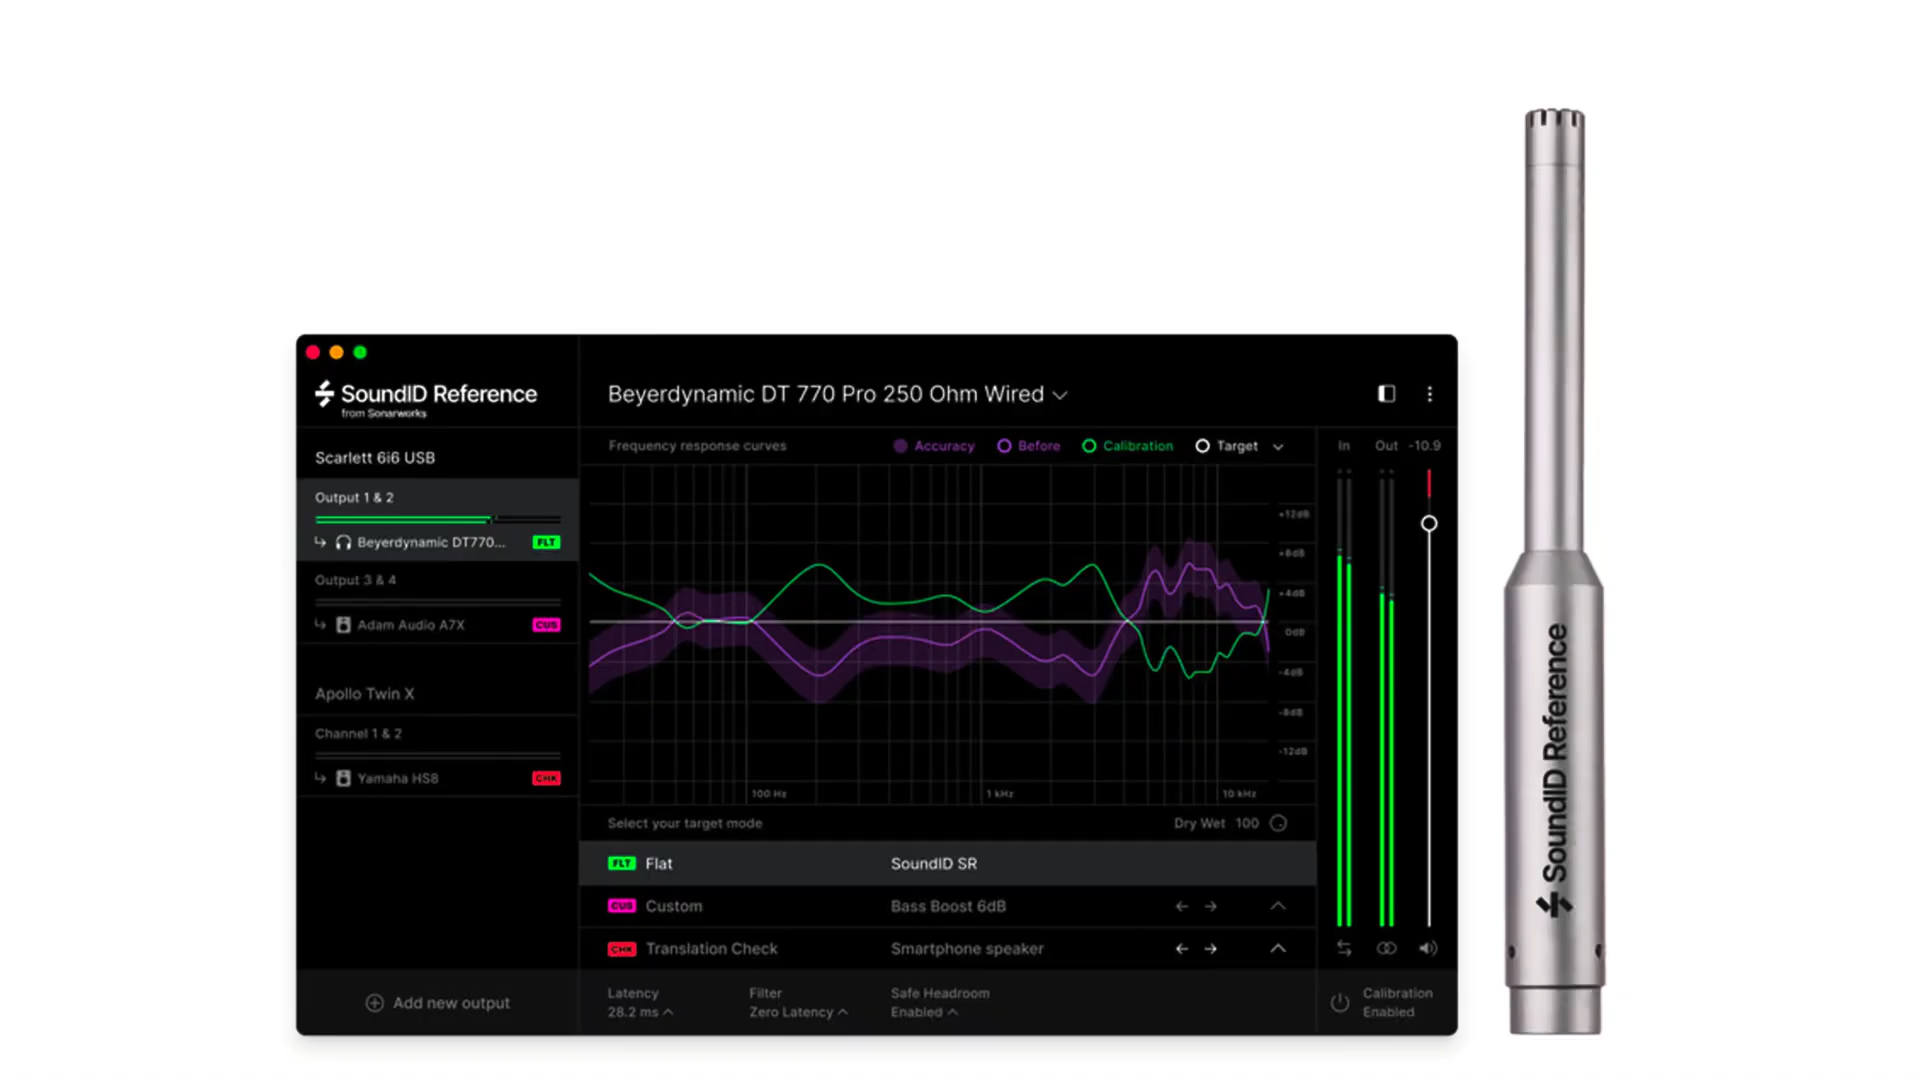 SoundID Reference
from Sonarworks
Beyerdynamic DT 770 Pro 250 Ohm Wired
Scarlett 6i6 USB
Output 1 & 2
Beyerdynamic DT770...
FLT
Output 3 & 4
Adam Audio A7X
CUS
Apollo Twin X
Channel 1 & 2
Yamaha HS8
CHK
Add new output
Frequency response curves
Accuracy
Before
Calibration
Target
In
Out
-10.9
+12dB
+8dB
+4dB
0dB
-4dB
-8dB
-12dB
100 Hz
1 kHz
10 kHz
Select your target mode
Dry Wet 100
FLT Flat
SoundID SR
CUS Custom
Bass Boost 6dB
CHK Translation Check
Smartphone speaker
Latency
28.2 ms
Filter
Zero Latency
Safe Headroom
Enabled
Calibration
Enabled
SoundID Reference